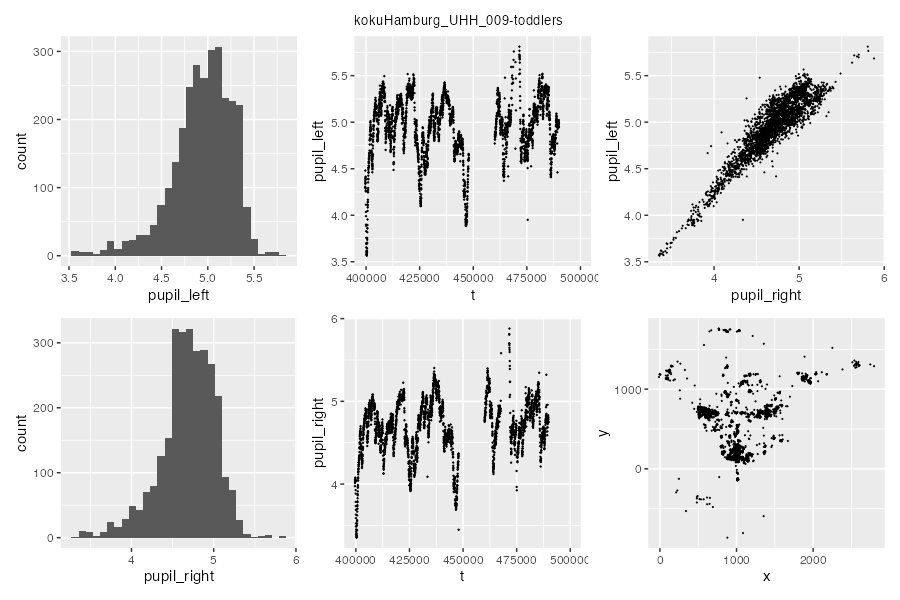 kokuHamburg_UHH_009-toddlers
count
300
200
100
0
3.5 4.0 4.5 5.0 5.5
pupil_left
pupil_left
5.5
5.0
4.5
4.0
3.5
400000 425000 450000 475000 500000
t
pupil_left
5.5
5.0
4.5
4.0
3.5
4 5 6
pupil_right
count
300
200
100
0
4 5 6
pupil_right
pupil_right
6
5
4
400000 425000 450000 475000 500000
t
y
1000
0
0 1000 2000
x